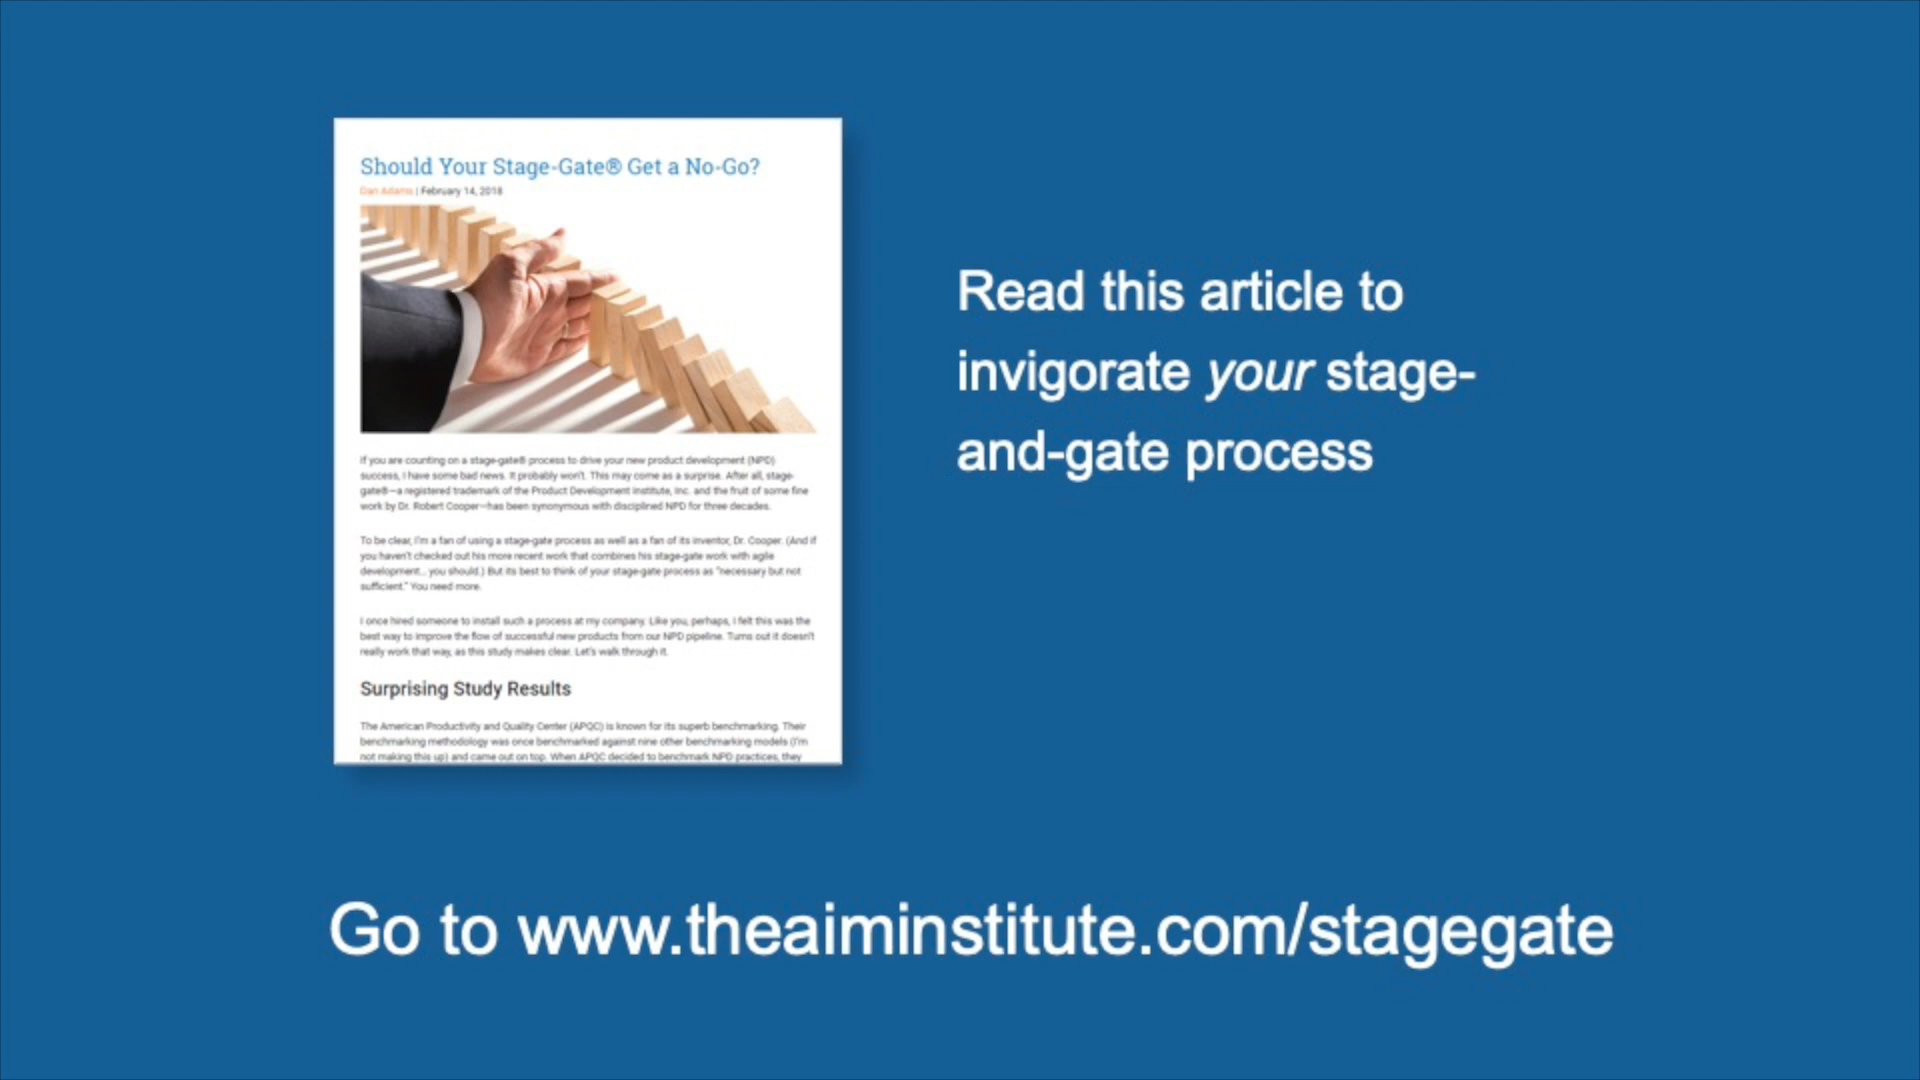 Should Your Stage-Gate® Get a No-Go?
Dan Adams | February 14, 2018
If you are counting on a stage-gate® process to drive your new product development (NPD)
success, I have some bad news. It probably won't. This may come as a surprise. After all, stage-
gate®—a registered trademark of the Product Development Institute, Inc. and the fruit of some fine
work by Dr. Robert Cooper—has been synonymous with disciplined NPD for three decades.
To be clear, I'm a fan of using a stage-gate process as well as a fan of its inventor, Dr. Cooper. (And if
you haven't checked out his more recent work that combines his stage-gate work with agile
development... you should.) But its best to think of your stage-gate process as "necessary but not
sufficient." You need more.
I once hired someone to install such a process at my company. Like you, perhaps, I felt this was the
best way to improve the flow of successful new products from our NPD pipeline. Turns out it doesn't
really work that way, as this study makes clear. Let's walk through it.
Surprising Study Results
The American Productivity and Quality Center (APQC) is known for its superb benchmarking. Their
benchmarking methodology was once benchmarked against nine other benchmarking models (I'm
not making this up) and came out on top. When APQC decided to benchmark NPD practices, they
Read this article to
invigorate your stage-
and-gate process
Go to www.theaiminstitute.com/stagegate